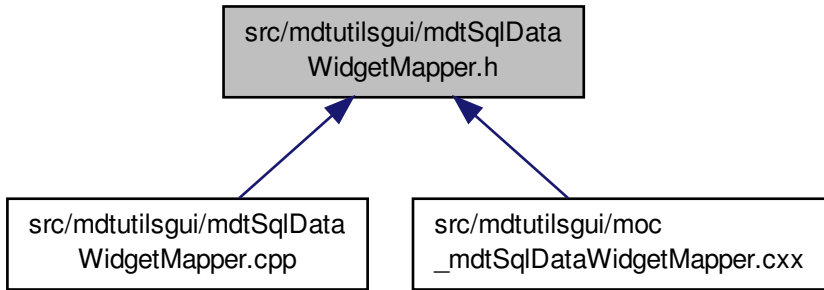 src/mdtutilsgui/mdtSqlData
WidgetMapper.h
src/mdtutilsgui/mdtSqlData
WidgetMapper.cpp
src/mdtutilsgui/moc
_mdtSqlDataWidgetMapper.cxx